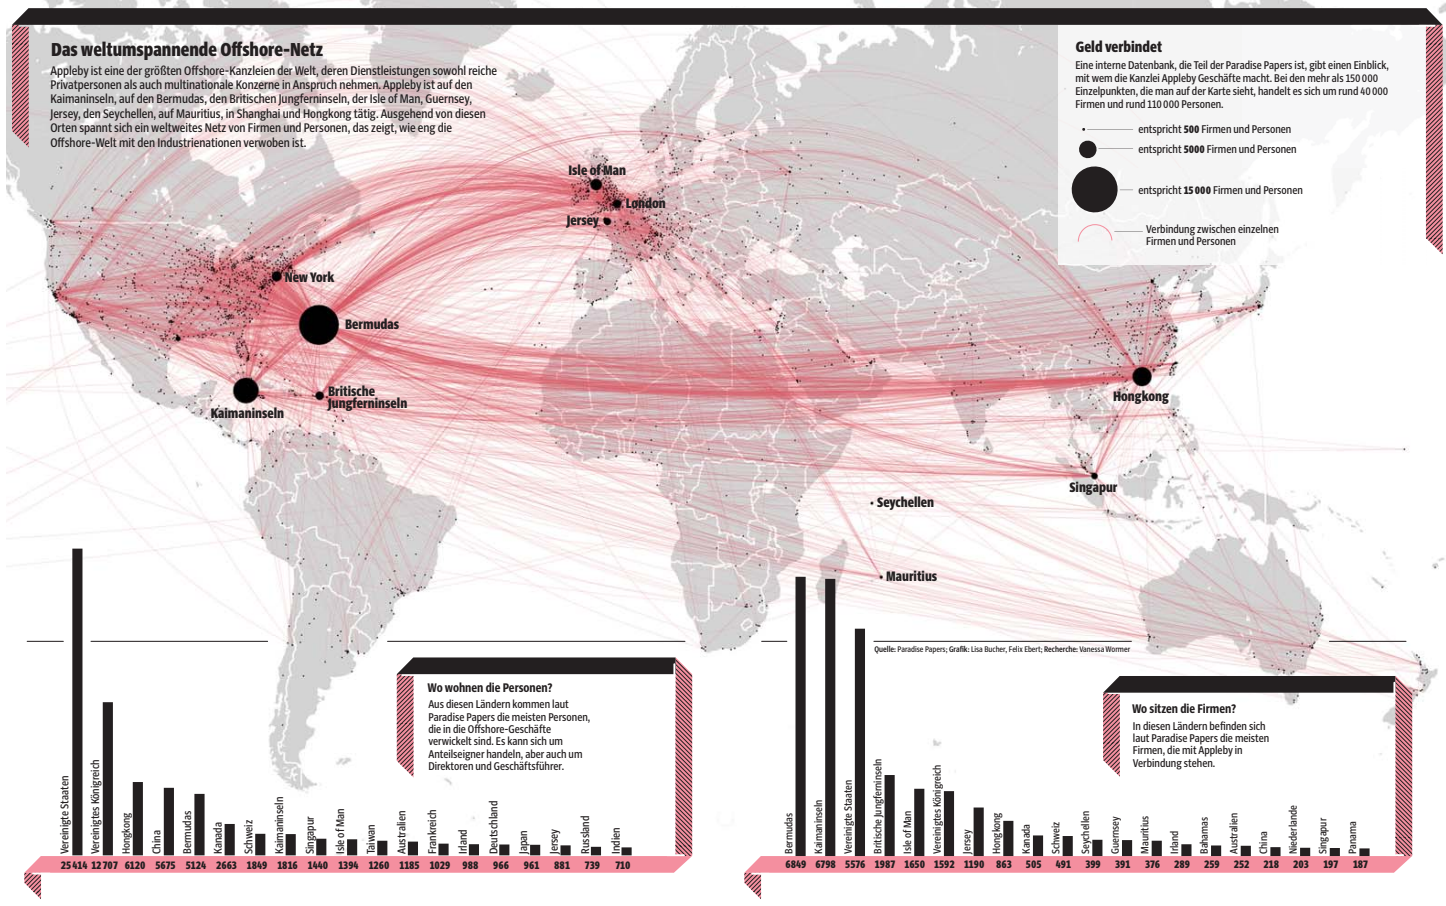 Das weltumspannende Offshore-Netz
Appleby ist eine der größten Offshore-Kanzleien der Welt, deren Dienstleistungen sowohl reiche
Privatpersonen als auch multinationale Konzerne in Anspruch nehmen. Appleby ist auf den
Kaimaninseln, auf den Bermudas, den Britischen Jungferninseln, der Isle of Man, Guernsey,
Jersey, den Seychellen, auf Mauritius, in Shanghai und Hongkong tätig. Ausgehend von diesen
Orten spannt sich ein weltweites Netz von Firmen und Personen, das zeigt, wie eng die
Offshore-Welt mit den Industrienationen verwoben ist.
Geld verbindet
Eine interne Datenbank, die Teil der Paradise Papers ist, gibt einen Einblick,
mit wem die Kanzlei Appleby Geschäfte macht. Bei den mehr als 150 000
Einzelpunkten, die man auf der Karte sieht, handelt es sich um rund 40 000
Firmen und rund 110 000 Personen.
entspricht 500 Firmen und Personen
entspricht 5000 Firmen und Personen
entspricht 15 000 Firmen und Personen
Verbindung zwischen einzelnen
Firmen und Personen
Isle of Man
London
Jersey
New York
Bermudas
Britische
Jungferninseln
Kaimaninseln
Hongkong
Singapur
Seychellen
Mauritius
Quelle: Paradise Papers; Grafik: Lisa Bucher, Felix Ebert; Recherche: Vanessa Wormer
Wo wohnen die Personen?
Aus diesen Ländern kommen laut
Paradise Papers die meisten Personen,
die in die Offshore-Geschäfte
verwickelt sind. Es kann sich um
Anteilseigner handeln, aber auch um
Direktoren und Geschäftsführer.
Vereinigte Staaten
Vereinigtes Königreich
Hongkong
China
Bermudas
Kanada
Schweiz
Kaimaninseln
Singapur
Isle of Man
Taiwan
Australien
Frankreich
Irland
Deutschland
Japan
Jersey
Russland
Indien
25 414 12 707 6120 5675 5124 2663 1849 1816 1440 1394 1260 1185 1029 988 966 961 881 739 710
Wo sitzen die Firmen?
In diesen Ländern befinden sich
laut Paradise Papers die meisten
Firmen, die mit Appleby in
Verbindung stehen.
Bermudas
Kaimaninseln
Vereinigte Staaten
Britische Jungferninseln
Isle of Man
Vereinigtes Königreich
Jersey
Hongkong
Kanada
Schweiz
Seychellen
Guernsey
Mauritius
Irland
Bahamas
Australien
China
Niederlande
Singapur
Panama
6849 6798 5576 1987 1650 1592 1190 863 505 491 399 391 376 289 259 252 218 203 197 187